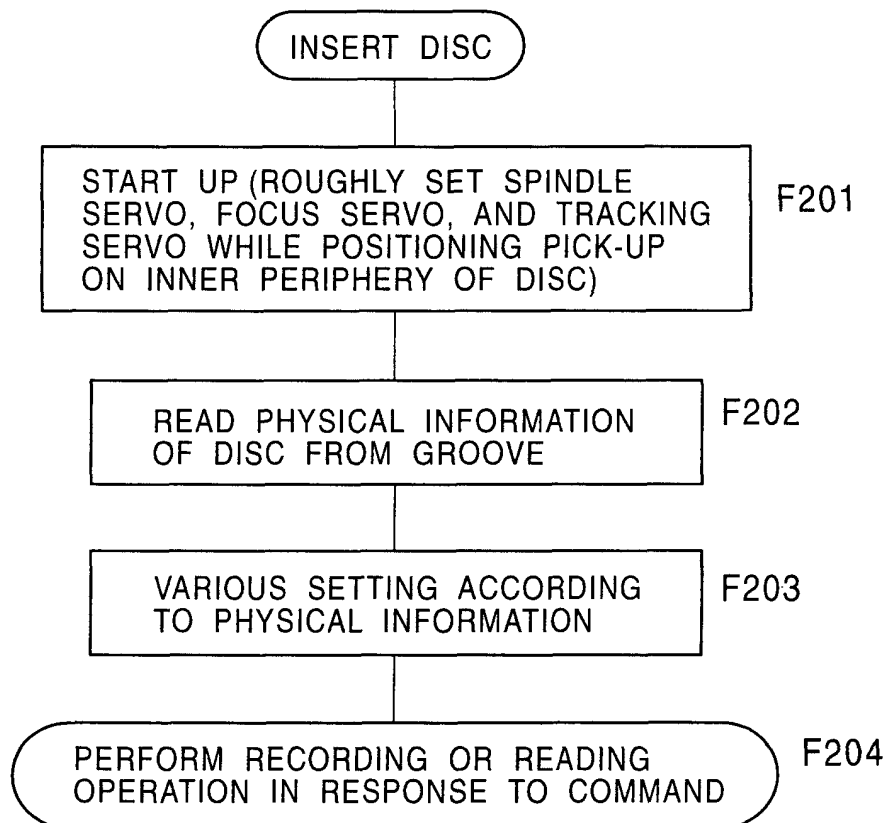 INSERT DISC
START UP (ROUGHLY SET SPINDLE
SERVO, FOCUS SERVO, AND TRACKING
SERVO WHILE POSITIONING PICK-UP
ON INNER PERIPHERY OF DISC)
F201
READ PHYSICAL INFORMATION
OF DISC FROM GROOVE
F202
VARIOUS SETTING ACCORDING
TO PHYSICAL INFORMATION
F203
PERFORM RECORDING OR READING
OPERATION IN RESPONSE TO COMMAND
F204